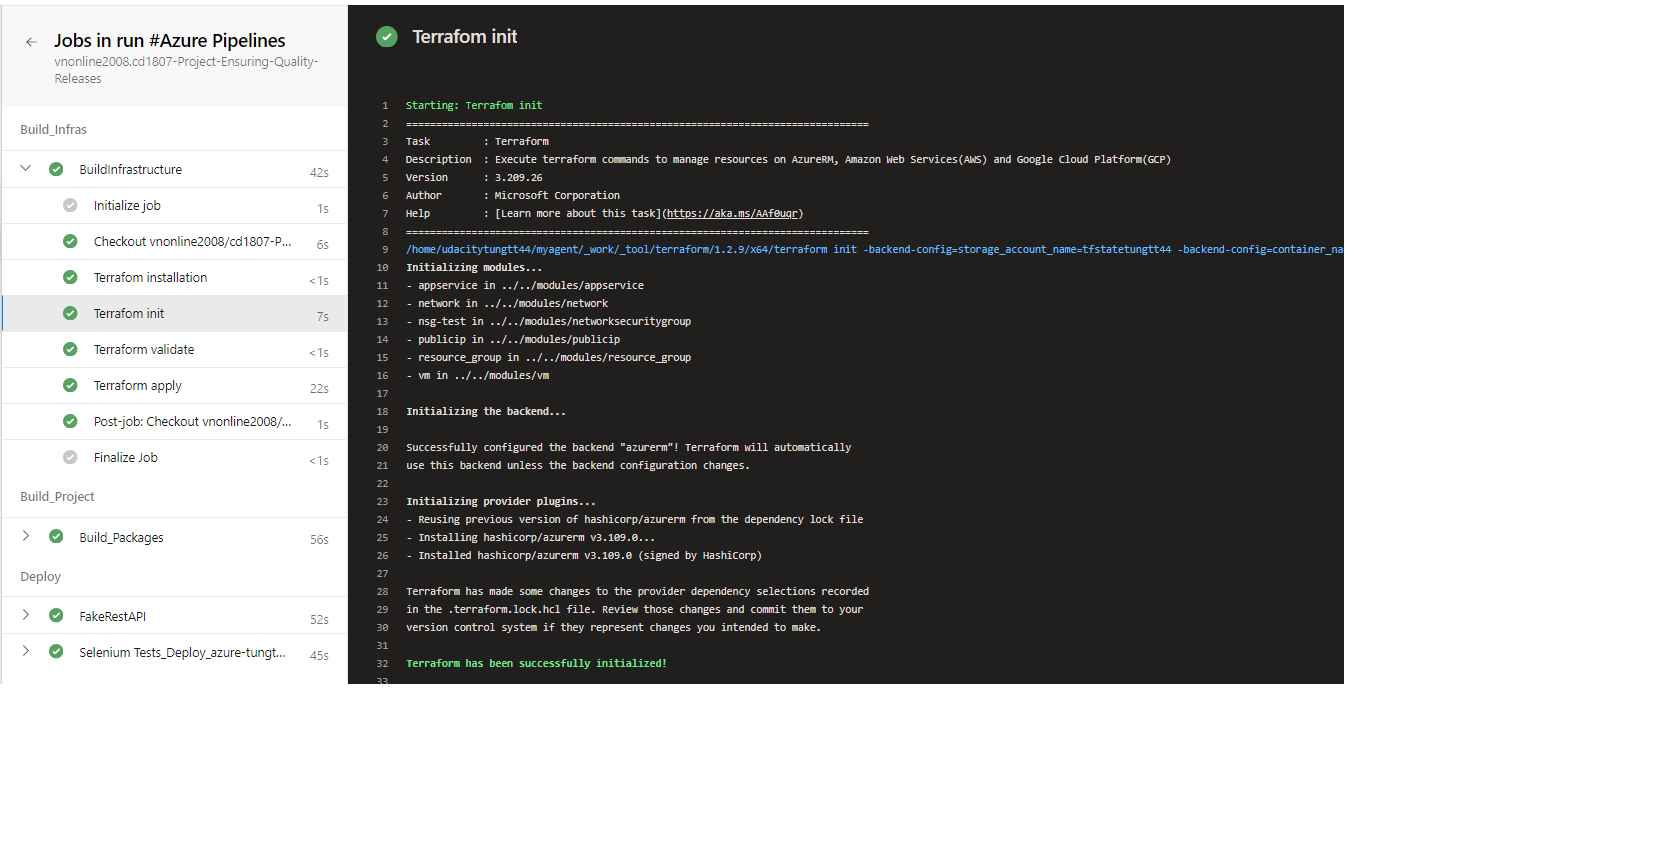 Jobs in run #Azure Pipelines
vnonline2008.cd1807-Project-Ensuring-Quality-
Releases
Build_Infras
BuildInfrastructure 42s
Initialize job 1s
Checkout vnonline2008/cd1807-P... 6s
Terrafom installation <1s
Terrafom init 7s
Terraform validate <1s
Terraform apply 22s
Post-job: Checkout vnonline2008/... 1s
Finalize Job <1s
Build_Project
Build_Packages 56s
Deploy
FakeRestAPI 52s
Selenium Tests_Deploy_azure-tungt... 45s
Terrafom init
1 Starting: Terrafom init
2 ==============================================================================
3 Task : Terraform
4 Description : Execute terraform commands to manage resources on AzureRM, Amazon Web Services(AWS) and Google Cloud Platform(GCP)
5 Version : 3.209.26
6 Author : Microsoft Corporation
7 Help : [Learn more about this task](https://aka.ms/AAf0uqr)
8 ==============================================================================
9 /home/udacitytungtt44/myagent/_work/_tool/terraform/1.2.9/x64/terraform init -backend-config=storage_account_name=tfstatetungtt44 -backend-config=container_na
10 Initializing modules...
11 - appservice in ../../modules/appservice
12 - network in ../../modules/network
13 - nsg-test in ../../modules/networksecuritygroup
14 - publicip in ../../modules/publicip
15 - resource_group in ../../modules/resource_group
16 - vm in ../../modules/vm
17
18 Initializing the backend...
19
20 Successfully configured the backend "azurerm"! Terraform will automatically
21 use this backend unless the backend configuration changes.
22
23 Initializing provider plugins...
24 - Reusing previous version of hashicorp/azurerm from the dependency lock file
25 - Installing hashicorp/azurerm v3.109.0...
26 - Installed hashicorp/azurerm v3.109.0 (signed by HashiCorp)
27
28 Terraform has made some changes to the provider dependency selections recorded
29 in the .terraform.lock.hcl file. Review those changes and commit them to your
30 version control system if they represent changes you intended to make.
31
32 Terraform has been successfully initialized!
33